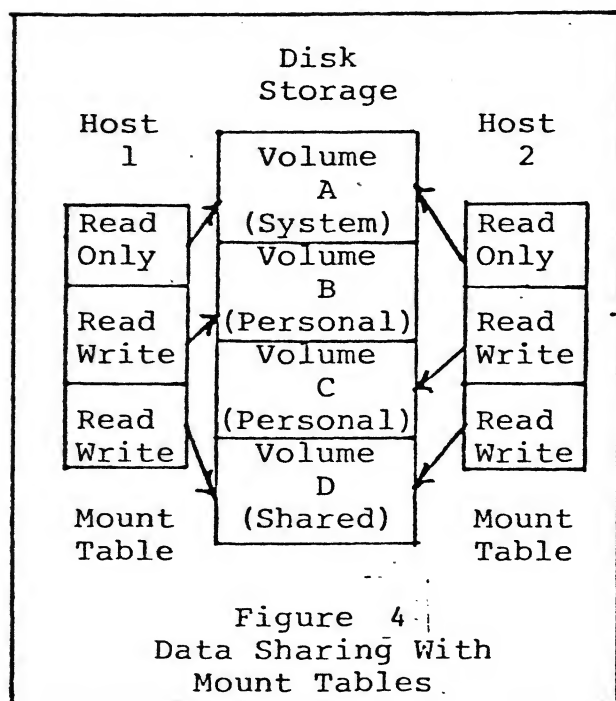 Disk
Storage
Host
1
Read
Only
Read
Write
Read
Write
Mount
Table
Volume
A
(System)
Volume
B
(Personal)
Volume
C
(Personal)
Volume
D
(Shared)
Host
2
Read
Only
Read
Write
Read
Write
Mount
Table
Figure 4
Data Sharing With
Mount Tables